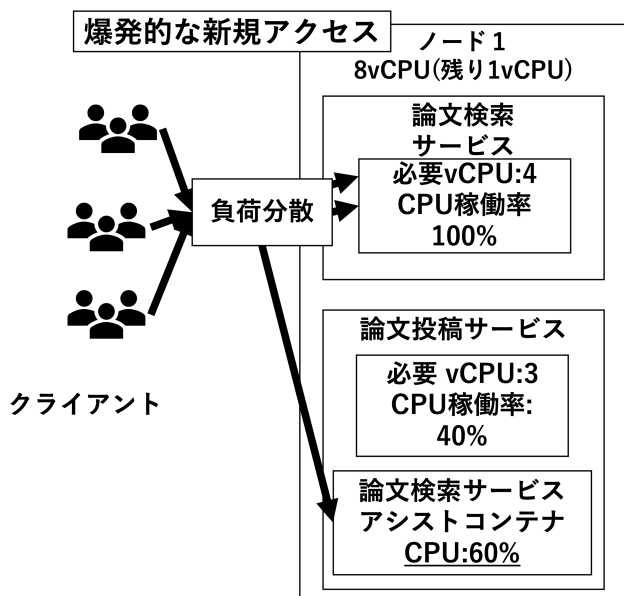 爆発的な新規アクセス
ノード1
8vCPU(残り1vCPU)
論文検索
サービス
必要vCPU:4
CPU稼働率
100%
負荷分散
クライアント
論文投稿サービス
必要 vCPU:3
CPU稼働率:
40%
論文検索サービス
アシストコンテナ
CPU:60%